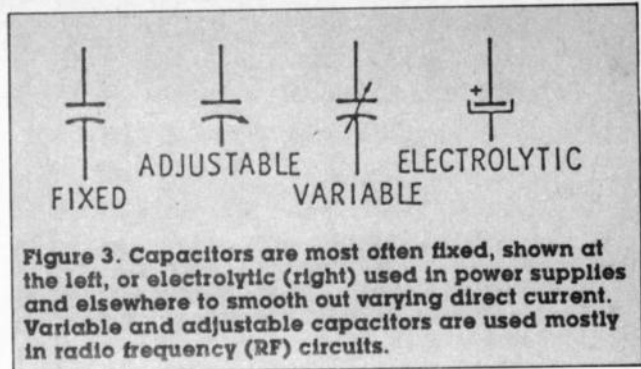 +
ADJUSTABLE ELECTROLYTIC
FIXED VARIABLE
Figure 3. Capacitors are most often fixed, shown at
the left, or electrolytic (right) used in power supplies
and elsewhere to smooth out varying direct current.
Variable and adjustable capacitors are used mostly
in radio frequency (RF) circuits.